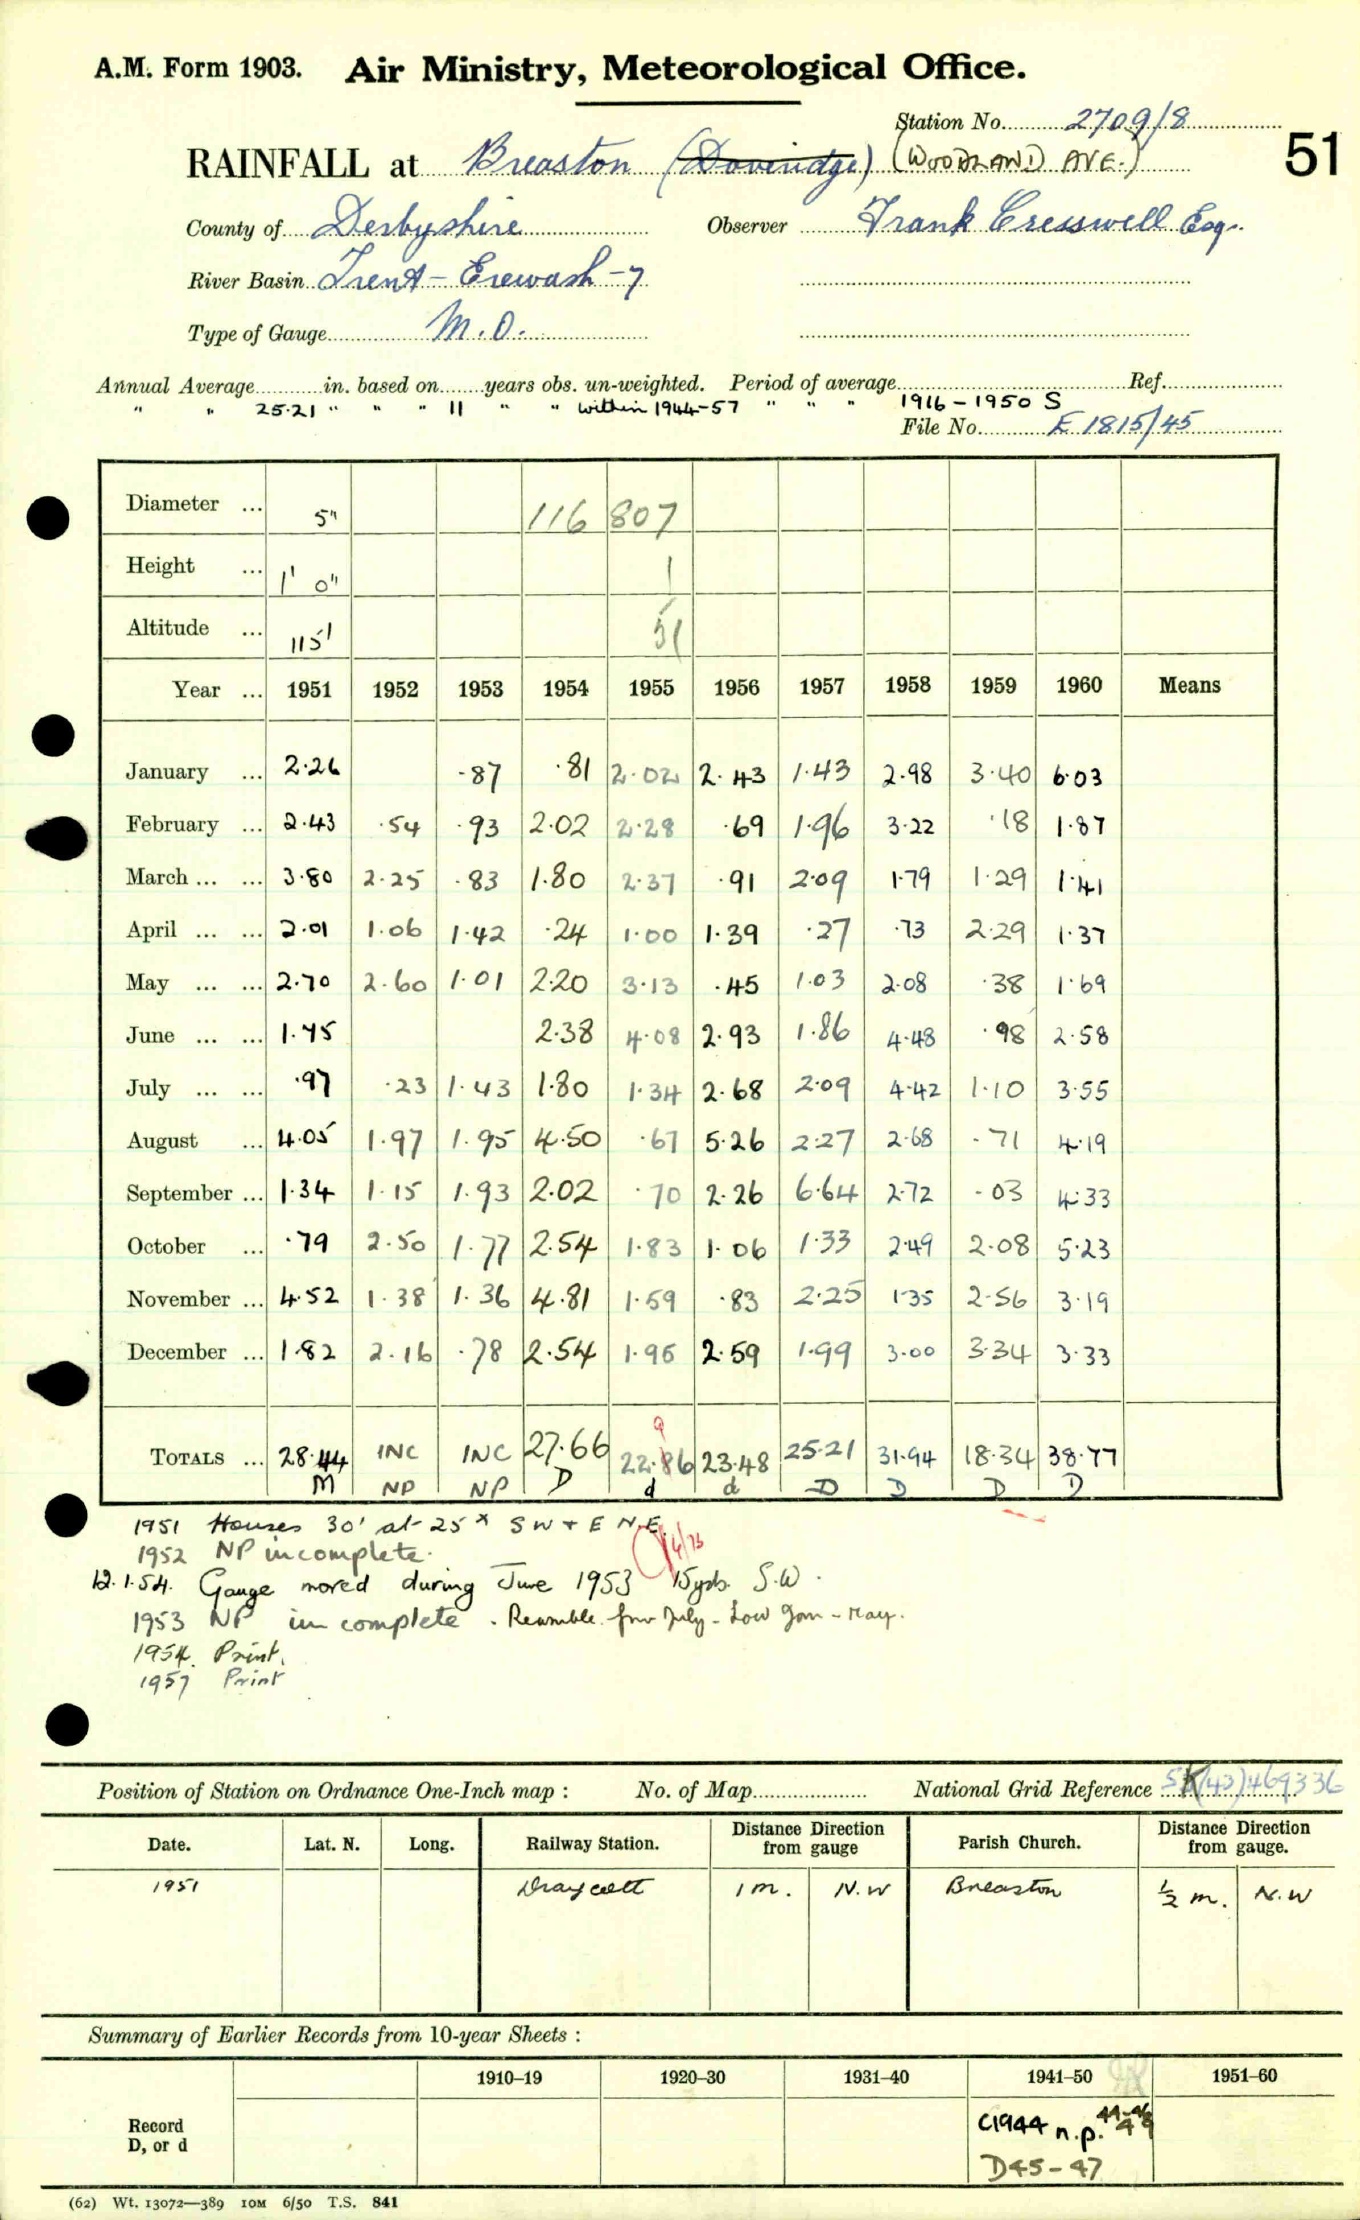 A.M. Form 1903. Air Ministry, Meteorological Office.
Station No. 2709/8
RAINFALL at Breaston (Doveridge) (WOODLAND AVE.) 51
County of Derbyshire Observer Frank Cresswell Esq.
River Basin Trent - Erewash - 7
Type of Gauge M.O.
Annual Average in. based on years obs. un-weighted. Period of average Ref.
" " 25.21 " " " 11 " " within 1944-57 " " " 1916-1950 S
File No. E 1815/45
Diameter ... 5" 116 807
Height ... 1' 0" 1
Altitude ... 115' 51
Year ... 1951 1952 1953 1954 1955 1956 1957 1958 1959 1960 Means
January ... 2.26 .87 .81 2.02 2.43 1.43 2.98 3.40 6.03
February ... 2.43 .54 .93 2.02 2.28 .69 1.96 3.22 .18 1.87
March ... ... 3.80 2.25 .83 1.80 2.37 .91 2.09 1.79 1.29 1.41
April ... ... 2.01 1.06 1.42 .24 1.00 1.39 .27 .73 2.29 1.37
May ... ... 2.70 2.60 1.01 2.20 3.13 .45 1.03 2.08 .38 1.69
June ... ... 1.75 2.38 4.08 2.93 1.86 4.48 .98 2.58
July ... ... .97 .23 1.43 1.80 1.34 2.68 2.09 4.42 1.10 3.55
August ... 4.05 1.97 1.95 4.50 .67 5.26 2.27 2.68 .71 4.19
September ... 1.34 1.15 1.93 2.02 .70 2.26 6.64 2.72 .03 4.33
October ... .79 2.50 1.77 2.54 1.83 1.06 1.33 2.49 2.08 5.23
November ... 4.52 1.38 1.36 4.81 1.59 .83 2.25 1.35 2.56 3.19
December ... 1.82 2.16 .78 2.54 1.96 2.59 1.99 3.00 3.34 3.33
9
TOTALS ... 28.44 INC INC 27.66 22.86 23.48 25.21 31.94 18.34 38.77
M NP NP D d d D D D D
1951 Houses 30' at 25x SW + E N.E.
1952 NP incomplete.
12.1.54. Gauge moved during June 1953 15yds. S.W.
1953 NP incomplete. from July - Low Jan - May.
1954. Print.
1957 Print
Position of Station on Ordnance One-Inch map : No. of Map National Grid Reference SK(43)469336
Date. Lat. N. Long. Railway Station. Distance Direction from gauge Parish Church. Distance Direction from gauge.
1951 Draycott 1 m. N.W Breaston ½ m. N.W
Summary of Earlier Records from 10-year Sheets :
1910–19 1920–30 1931–40 1941–50 1951–60
Record C1944 n.p.
D, or d D45-47
(62) Wt. 13072—389 10M 6/50 T.S. 841